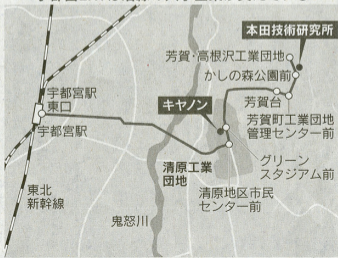 本田技術研究所
芳賀・高根沢工業団地
かしの森公園前
芳賀台
芳賀町工業団地
管理センター前
キヤノン
宇都宮駅
東口
宇都宮駅
グリーン
スタジアム前
清原工業
団地
清原地区市民
センター前
東北
新幹線
鬼怒川